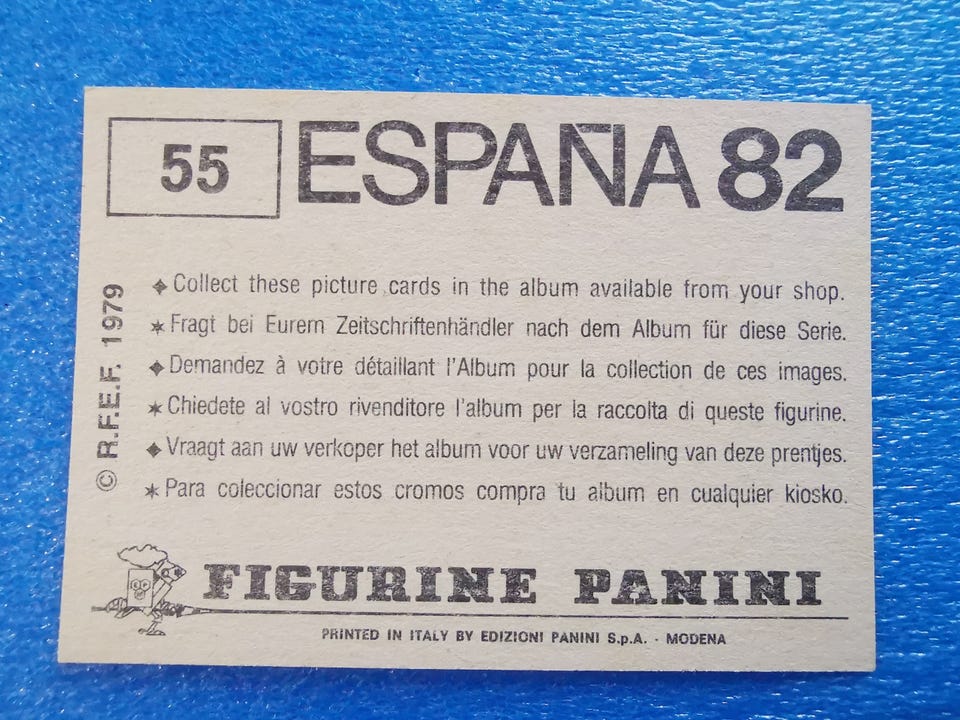 55
ESPAÑA 82
© R.F.E.F. 1979
Collect these picture cards in the album available from your shop.
Fragt bei Eurern Zeitschriftenhändler nach dem Album für diese Serie.
Demandez à votre détaillant l'Album pour la collection de ces images.
Chiedete al vostro rivenditore l'album per la raccolta di queste figurine.
Vraagt aan uw verkoper het album voor uw verzameling van deze prentjes.
Para coleccionar estos cromos compra tu album en cualquier kiosko.
FIGURINE PANINI
PRINTED IN ITALY BY EDIZIONI PANINI S.p.A. · MODENA